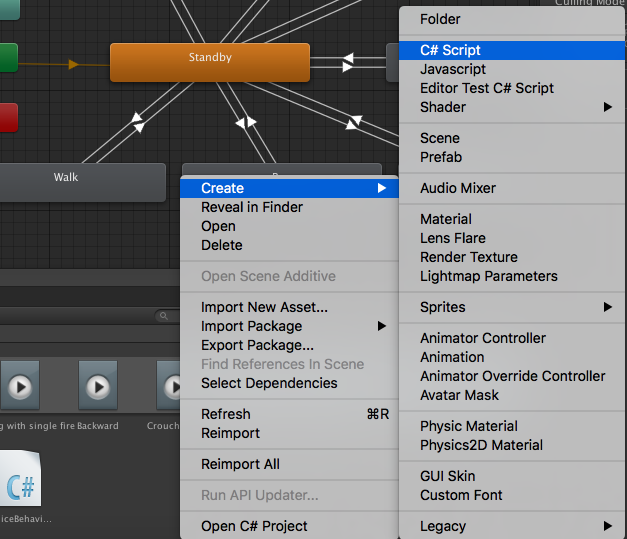 Culling Mode
Standby
Walk
Create
Reveal in Finder
Open
Delete
Open Scene Additive
Import New Asset...
Import Package
Export Package...
Find References In Scene
Select Dependencies
Refresh ⌘R
Reimport
Reimport All
Run API Updater...
Open C# Project
Folder
C# Script
Javascript
Editor Test C# Script
Shader
Scene
Prefab
Audio Mixer
Material
Lens Flare
Render Texture
Lightmap Parameters
Sprites
Animator Controller
Animation
Animator Override Controller
Avatar Mask
Physic Material
Physics2D Material
GUI Skin
Custom Font
Legacy
g with single fire
Backward
Crouch
C#
iceBehavi...